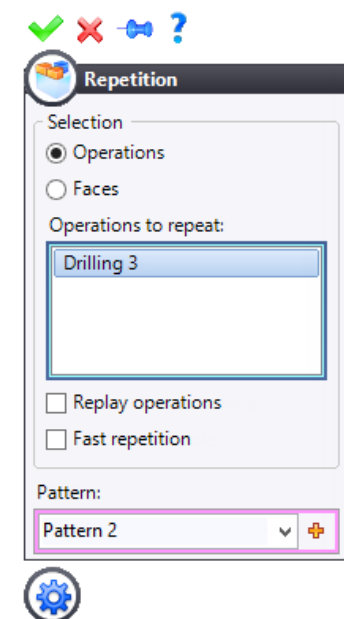 ?
Repetition
Selection
Operations
Faces
Operations to repeat:
Drilling 3
Replay operations
Fast repetition
Pattern:
Pattern 2